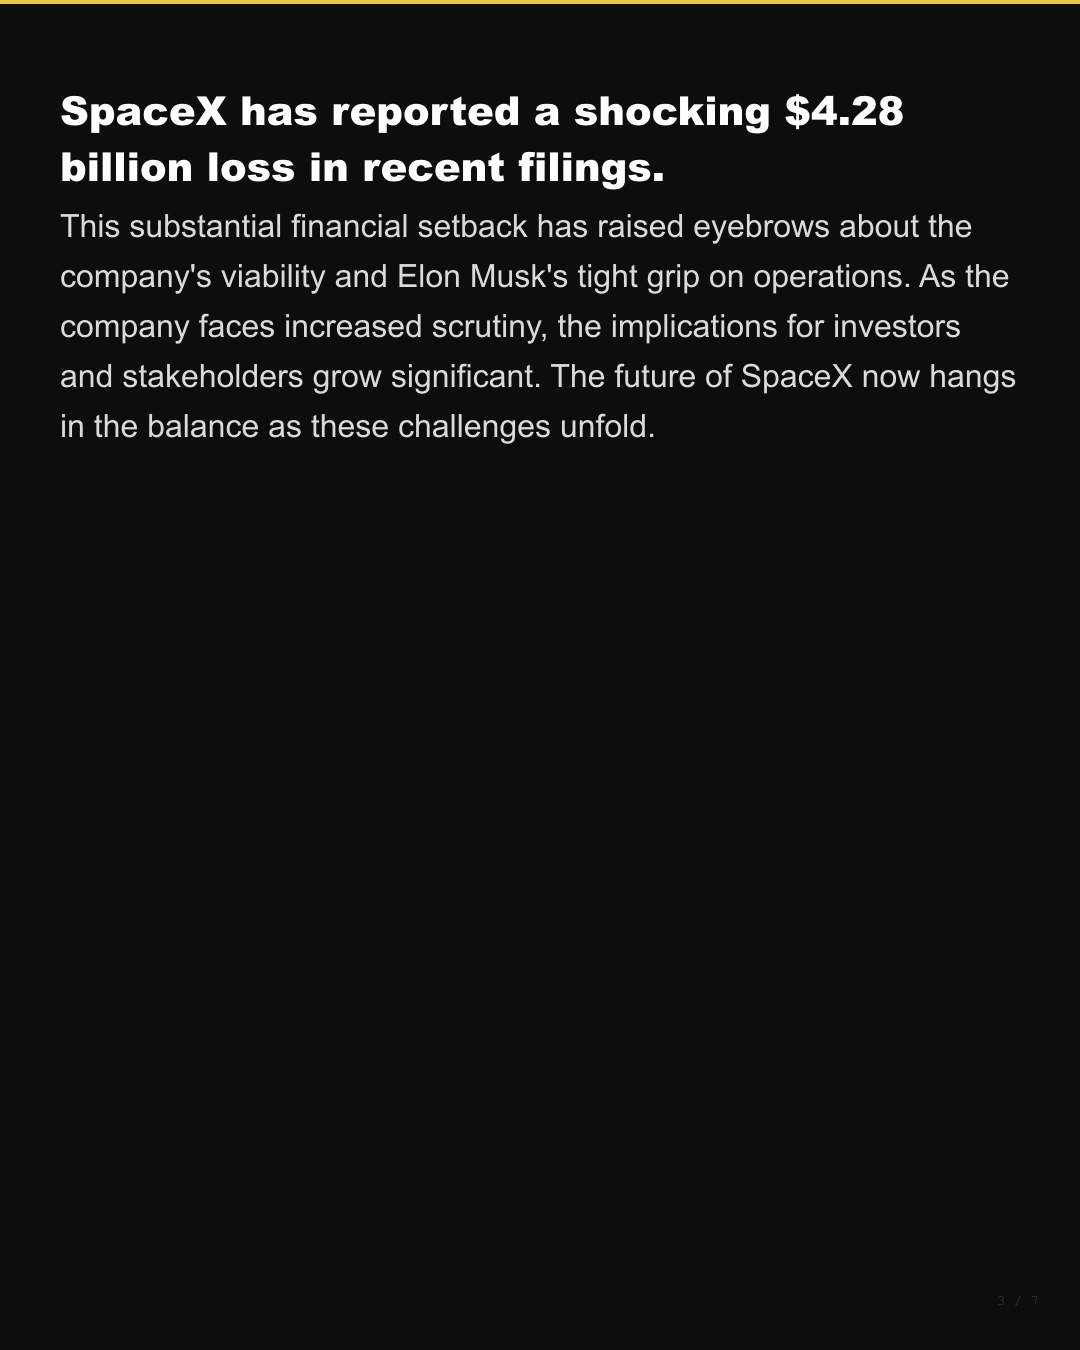 SpaceX has reported a shocking $4.28
billion loss in recent filings.
This substantial financial setback has raised eyebrows about the
company's viability and Elon Musk's tight grip on operations. As the
company faces increased scrutiny, the implications for investors
and stakeholders grow significant. The future of SpaceX now hangs
in the balance as these challenges unfold.
3 / 7